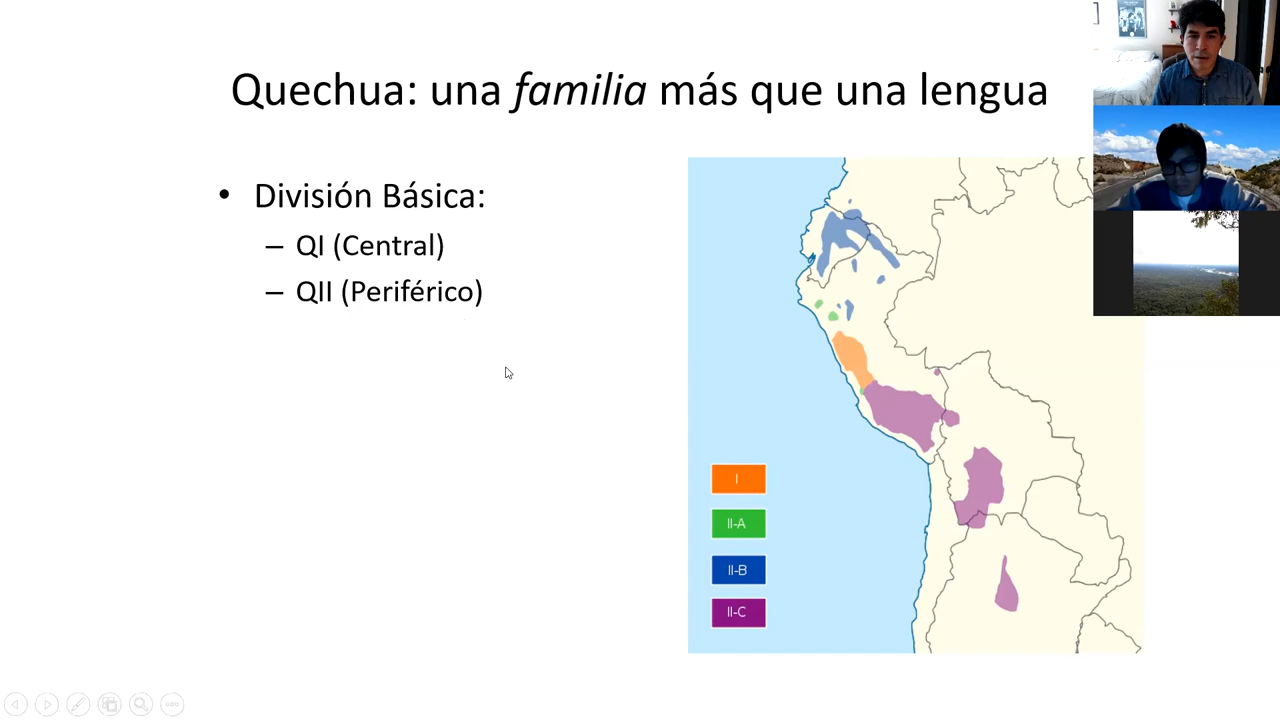 Quechua: una familia más que una lengua
• División Básica:
– QI (Central)
– QII (Periférico)
I
II-A
II-B
II-C